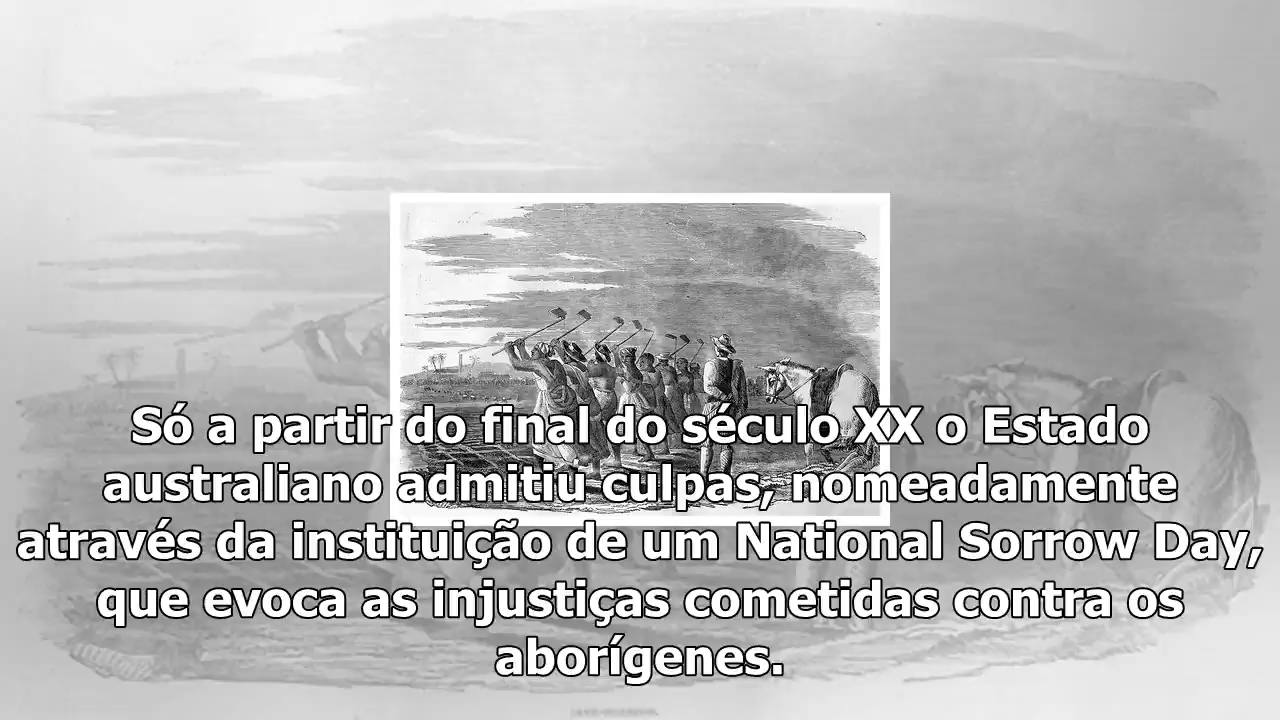 Só a partir do final do século XX o Estado
australiano admitiu culpas, nomeadamente
através da instituição de um National Sorrow Day,
que evoca as injustiças cometidas contra os
aborígenes.